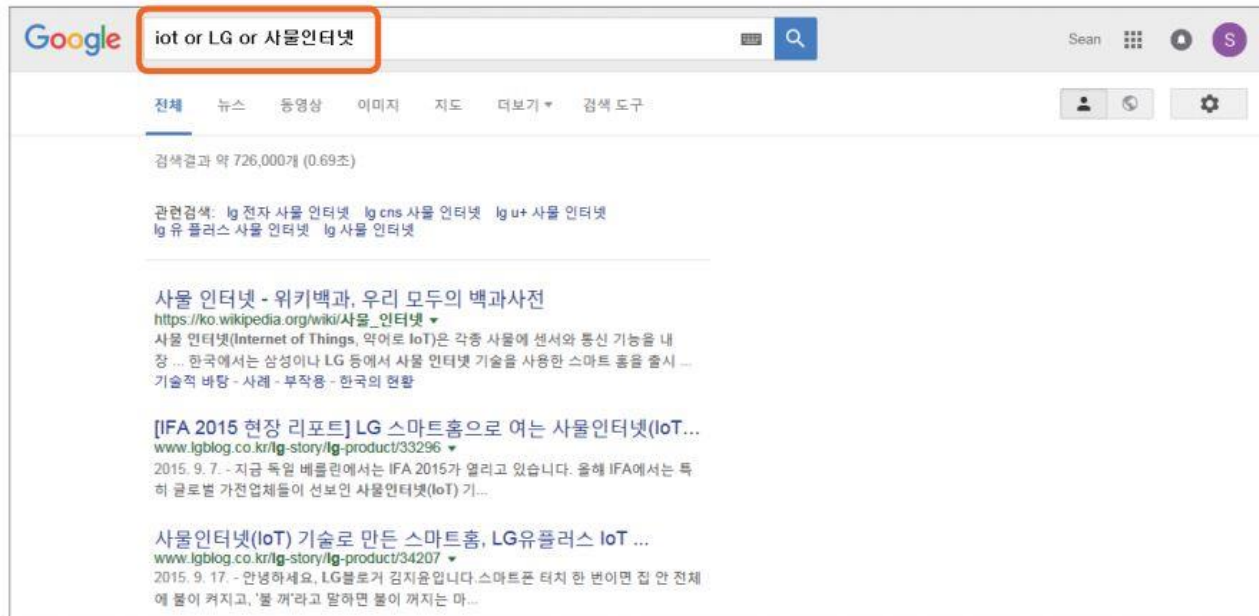 Google
iot or LG or 사물인터넷
Sean
S
전체 뉴스 동영상 이미지 지도 더보기 검색 도구
검색결과 약 726,000개 (0.69초)
관련검색: lg 전자 사물 인터넷 lg cns 사물 인터넷 lg u+ 사물 인터넷
lg 유 플러스 사물 인터넷 lg 사물 인터넷
사물 인터넷 - 위키백과, 우리 모두의 백과사전
https://ko.wikipedia.org/wiki/사물_인터넷
사물 인터넷(Internet of Things, 약어로 IoT)은 각종 사물에 센서와 통신 기능을 내
장 ... 한국에서는 삼성이나 LG 등에서 사물 인터넷 기술을 사용한 스마트 홈을 출시 ...
기술적 바탕 - 사례 - 부작용 - 한국의 현황
[IFA 2015 현장 리포트] LG 스마트홈으로 여는 사물인터넷(IoT...
www.lgblog.co.kr/lg-story/lg-product/33296
2015. 9. 7. - 지금 독일 베를린에서는 IFA 2015가 열리고 있습니다. 올해 IFA에서는 특
히 글로벌 가전업체들이 선보인 사물인터넷(IoT) 기...
사물인터넷(IoT) 기술로 만든 스마트홈, LG유플러스 IoT ...
www.lgblog.co.kr/lg-story/lg-product/34207
2015. 9. 17. - 안녕하세요, LG블로거 김지윤입니다.스마트폰 터치 한 번이면 집 안 전체
에 불이 켜지고, '불 꺼'라고 말하면 불이 꺼지는 마...